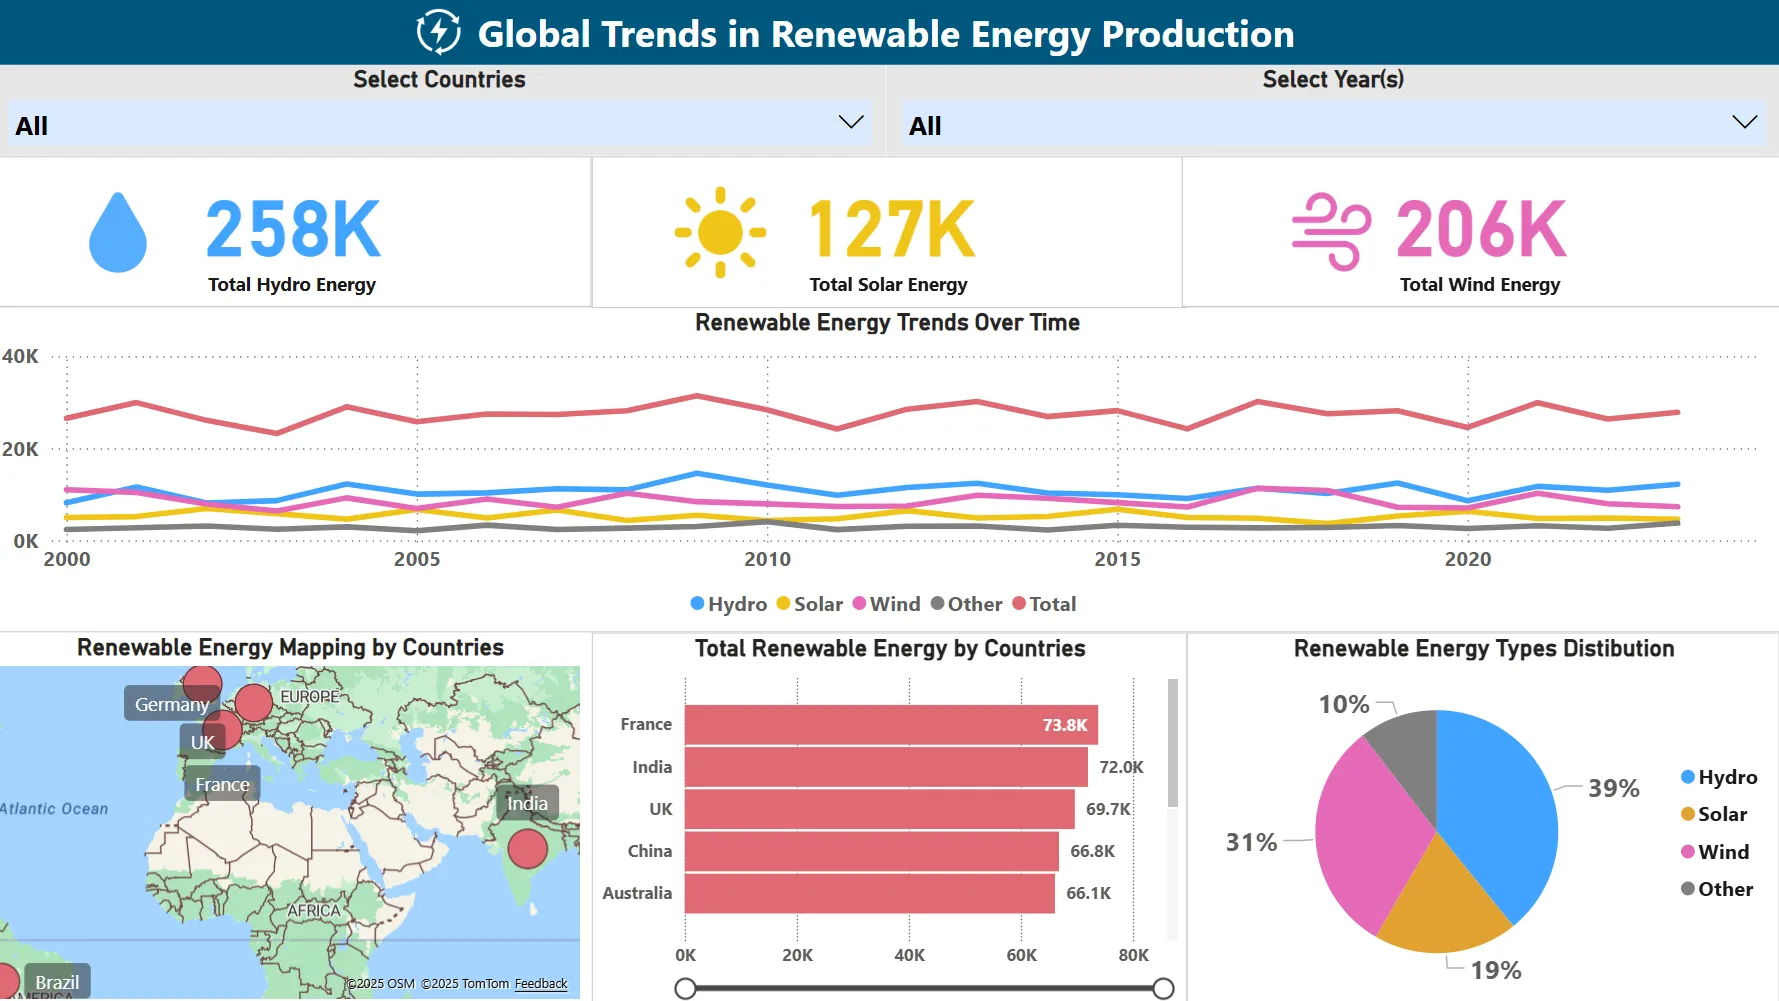 Global Trends in Renewable Energy Production
Select Countries
All
Select Year(s)
All
258K
Total Hydro Energy
127K
Total Solar Energy
206K
Total Wind Energy
Renewable Energy Trends Over Time
40K
20K
0K
2000 2005 2010 2015 2020
Hydro Solar Wind Other Total
Renewable Energy Mapping by Countries
EUROPE
Germany
UK
France
India
Atlantic Ocean
AFRICA
Brazil
©2025 OSM ©2025 TomTom Feedback
Total Renewable Energy by Countries
France 73.8K
India 72.0K
UK 69.7K
China 66.8K
Australia 66.1K
0K 20K 40K 60K 80K
Renewable Energy Types Distibution
10%
39%
31%
19%
Hydro
Solar
Wind
Other